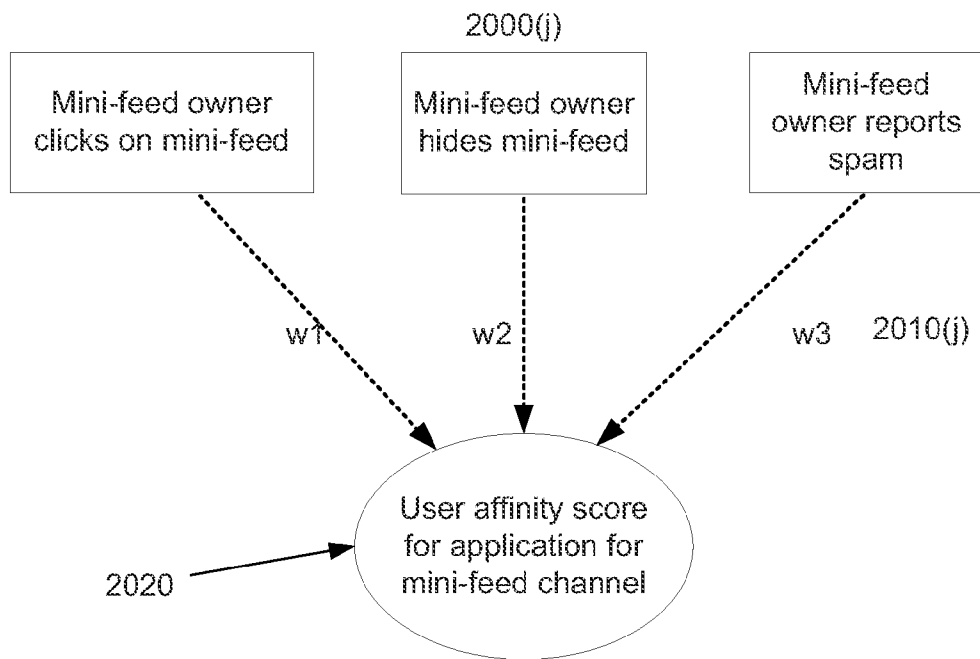 2000(j)
Mini-feed owner
clicks on mini-feed
Mini-feed owner
hides mini-feed
Mini-feed
owner reports
spam
w1
w2
w3
2010(j)
User affinity score
for application for
mini-feed channel
2020